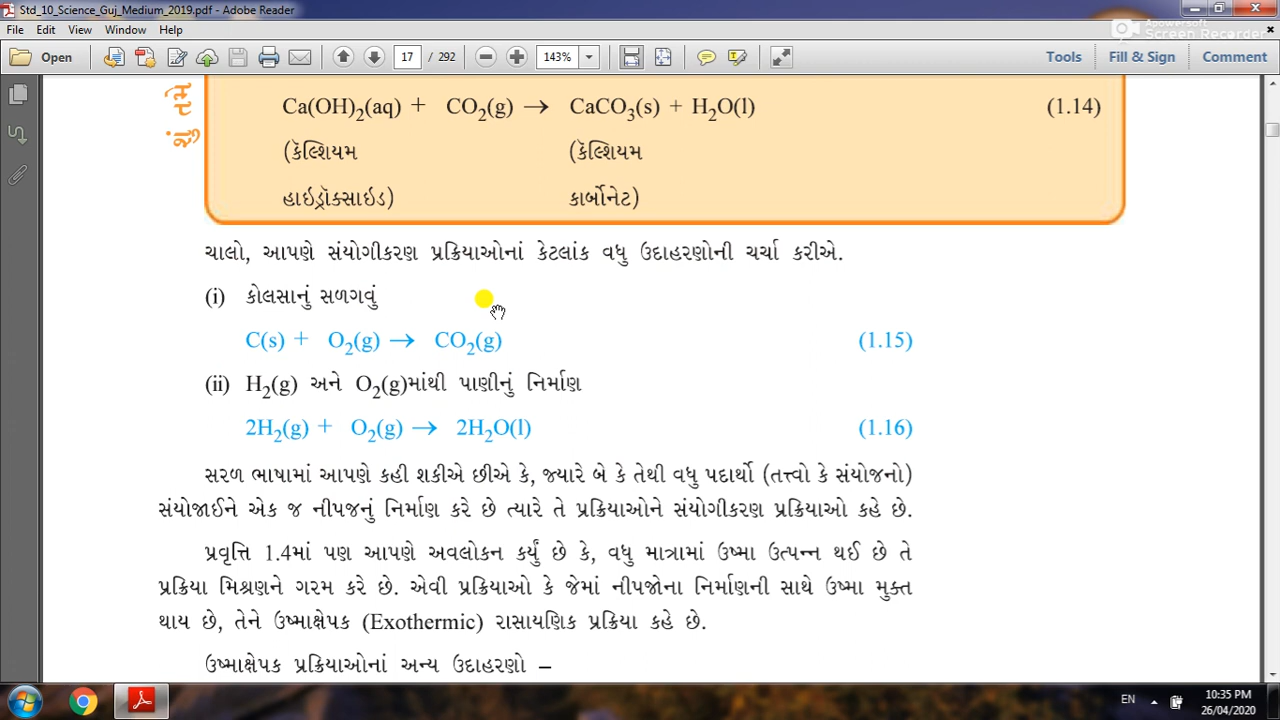 Std_10_Science_Guj_Medium_2019.pdf - Adobe Reader
File Edit View Window Help
Apowersoft
Screen Recorder
Open 17 / 292 143% Tools Fill & Sign Comment
Ca(OH)₂(aq) + CO₂(g) → CaCO₃(s) + H₂O(l) (1.14)
(કૅલ્શિયમ (કૅલ્શિયમ
હાઇડ્રૉક્સાઇડ) કાર્બોનેટ)
ચાલો, આપણે સંયોગીકરણ પ્રક્રિયાઓનાં કેટલાંક વધુ ઉદાહરણોની ચર્ચા કરીએ.
(i) કોલસાનું સળગવું
C(s) + O₂(g) → CO₂(g) (1.15)
(ii) H₂(g) અને O₂(g)માંથી પાણીનું નિર્માણ
2H₂(g) + O₂(g) → 2H₂O(l) (1.16)
સરળ ભાષામાં આપણે કહી શકીએ છીએ કે, જ્યારે બે કે તેથી વધુ પદાર્થો (તત્ત્વો કે સંયોજનો)
સંયોજાઈને એક જ નીપજનું નિર્માણ કરે છે ત્યારે તે પ્રક્રિયાઓને સંયોગીકરણ પ્રક્રિયાઓ કહે છે.
પ્રવૃત્તિ 1.4માં પણ આપણે અવલોકન કર્યું છે કે, વધુ માત્રામાં ઉષ્મા ઉત્પન્ન થઈ છે તે
પ્રક્રિયા મિશ્રણને ગરમ કરે છે. એવી પ્રક્રિયાઓ કે જેમાં નીપજોના નિર્માણની સાથે ઉષ્મા મુક્ત
થાય છે, તેને ઉષ્માક્ષેપક (Exothermic) રાસાયણિક પ્રક્રિયા કહે છે.
ઉષ્માક્ષેપક પ્રક્રિયાઓનાં અન્ય ઉદાહરણો –
EN 10:35 PM
26/04/2020